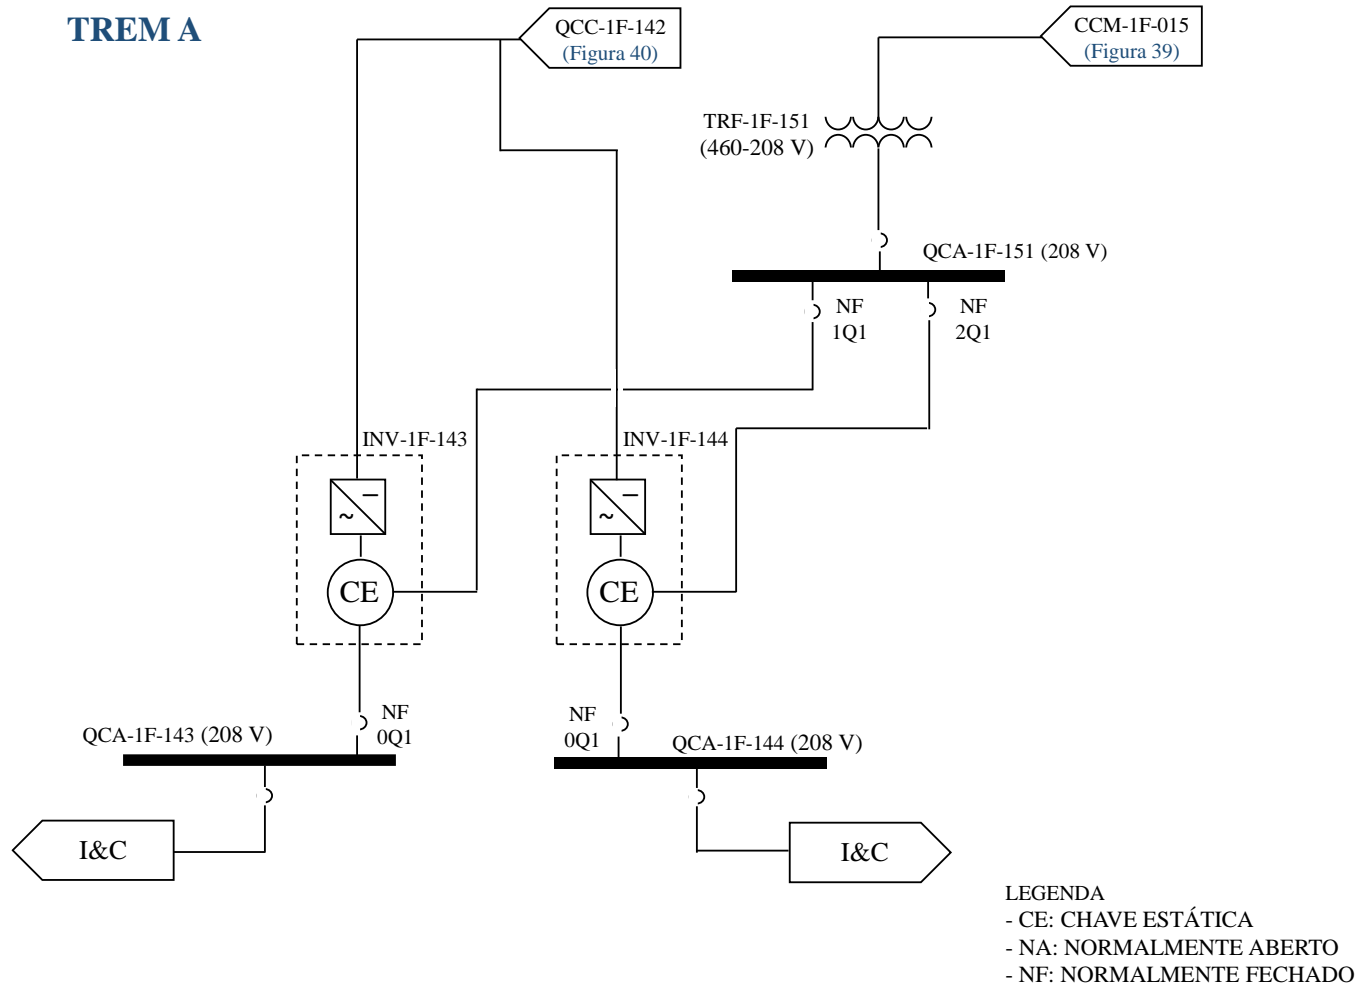 TREM A
QCC-1F-142
(Figura 40)
CCM-1F-015
(Figura 39)
TRF-1F-151
(460-208 V)
QCA-1F-151 (208 V)
NF
1Q1
NF
2Q1
INV-1F-143
INV-1F-144
~
~
CE
CE
NF
0Q1
QCA-1F-143 (208 V)
NF
0Q1
QCA-1F-144 (208 V)
I&C
I&C
LEGENDA
- CE: CHAVE ESTÁTICA
- NA: NORMALMENTE ABERTO
- NF: NORMALMENTE FECHADO